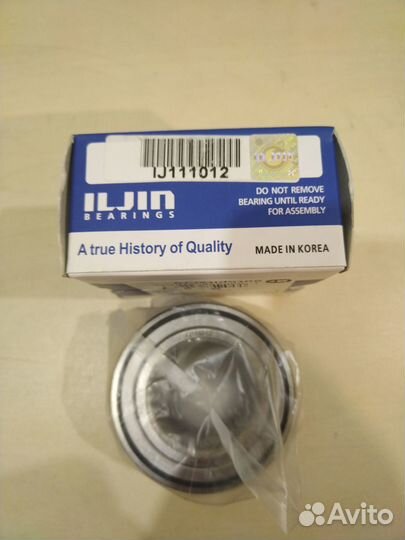 IJ111012
ILJIN
BEARINGS
DO NOT REMOVE
BEARING UNTIL READY
FOR ASSEMBLY
A true History of Quality
MADE IN KOREA
Avito